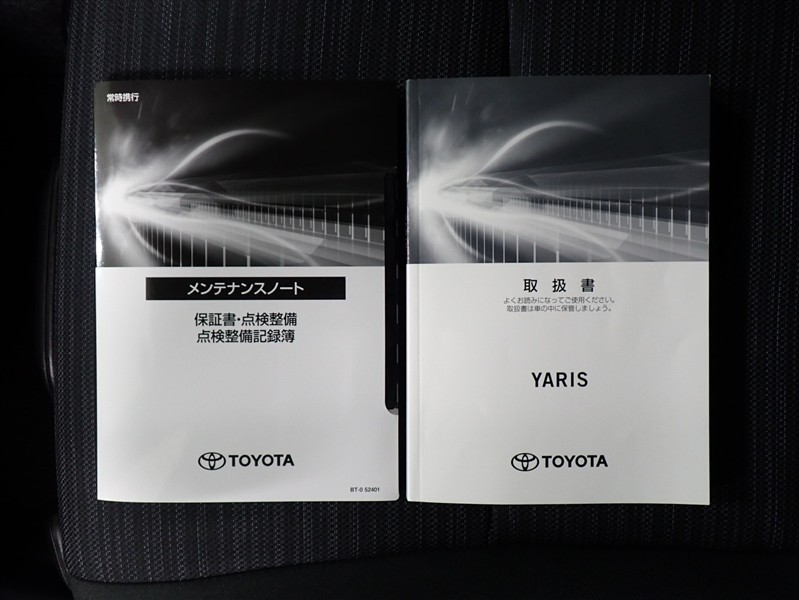 常時携行
メンテナンスノート
保証書・点検整備
点検整備記録簿
TOYOTA
BT-0 52401
取扱書
よくお読みになってご使用ください。
取扱書は車の中に保管しましょう。
YARIS
TOYOTA